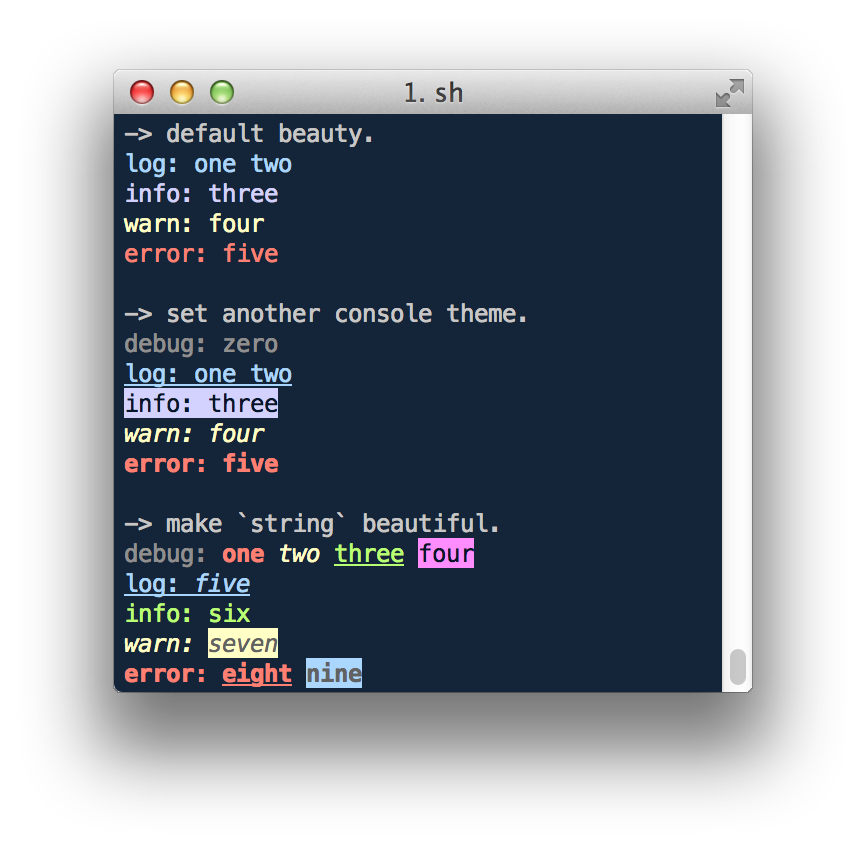 1. sh
—> default beauty.
log: one two
info: three
warn: four
error: five
—> set another console theme.
debug: zero
log: one two
info: three
warn: four
error: five
—> make `string` beautiful.
debug: one two three four
log: five
info: six
warn: seven
error: eight nine